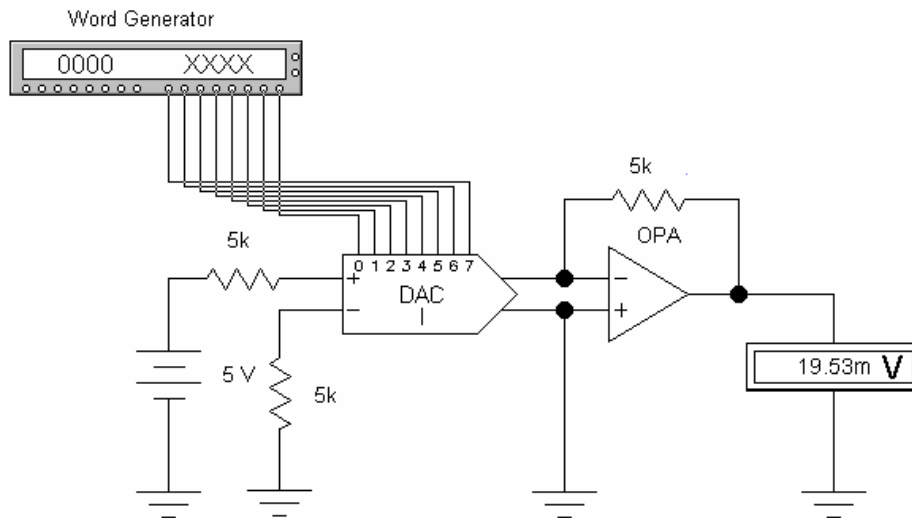 Word Generator
0000 XXXX
5k
OPA
5k
0 1 2 3 4 5 6 7
+
DAC
-
I
-
+
5 V
5k
19.53m V